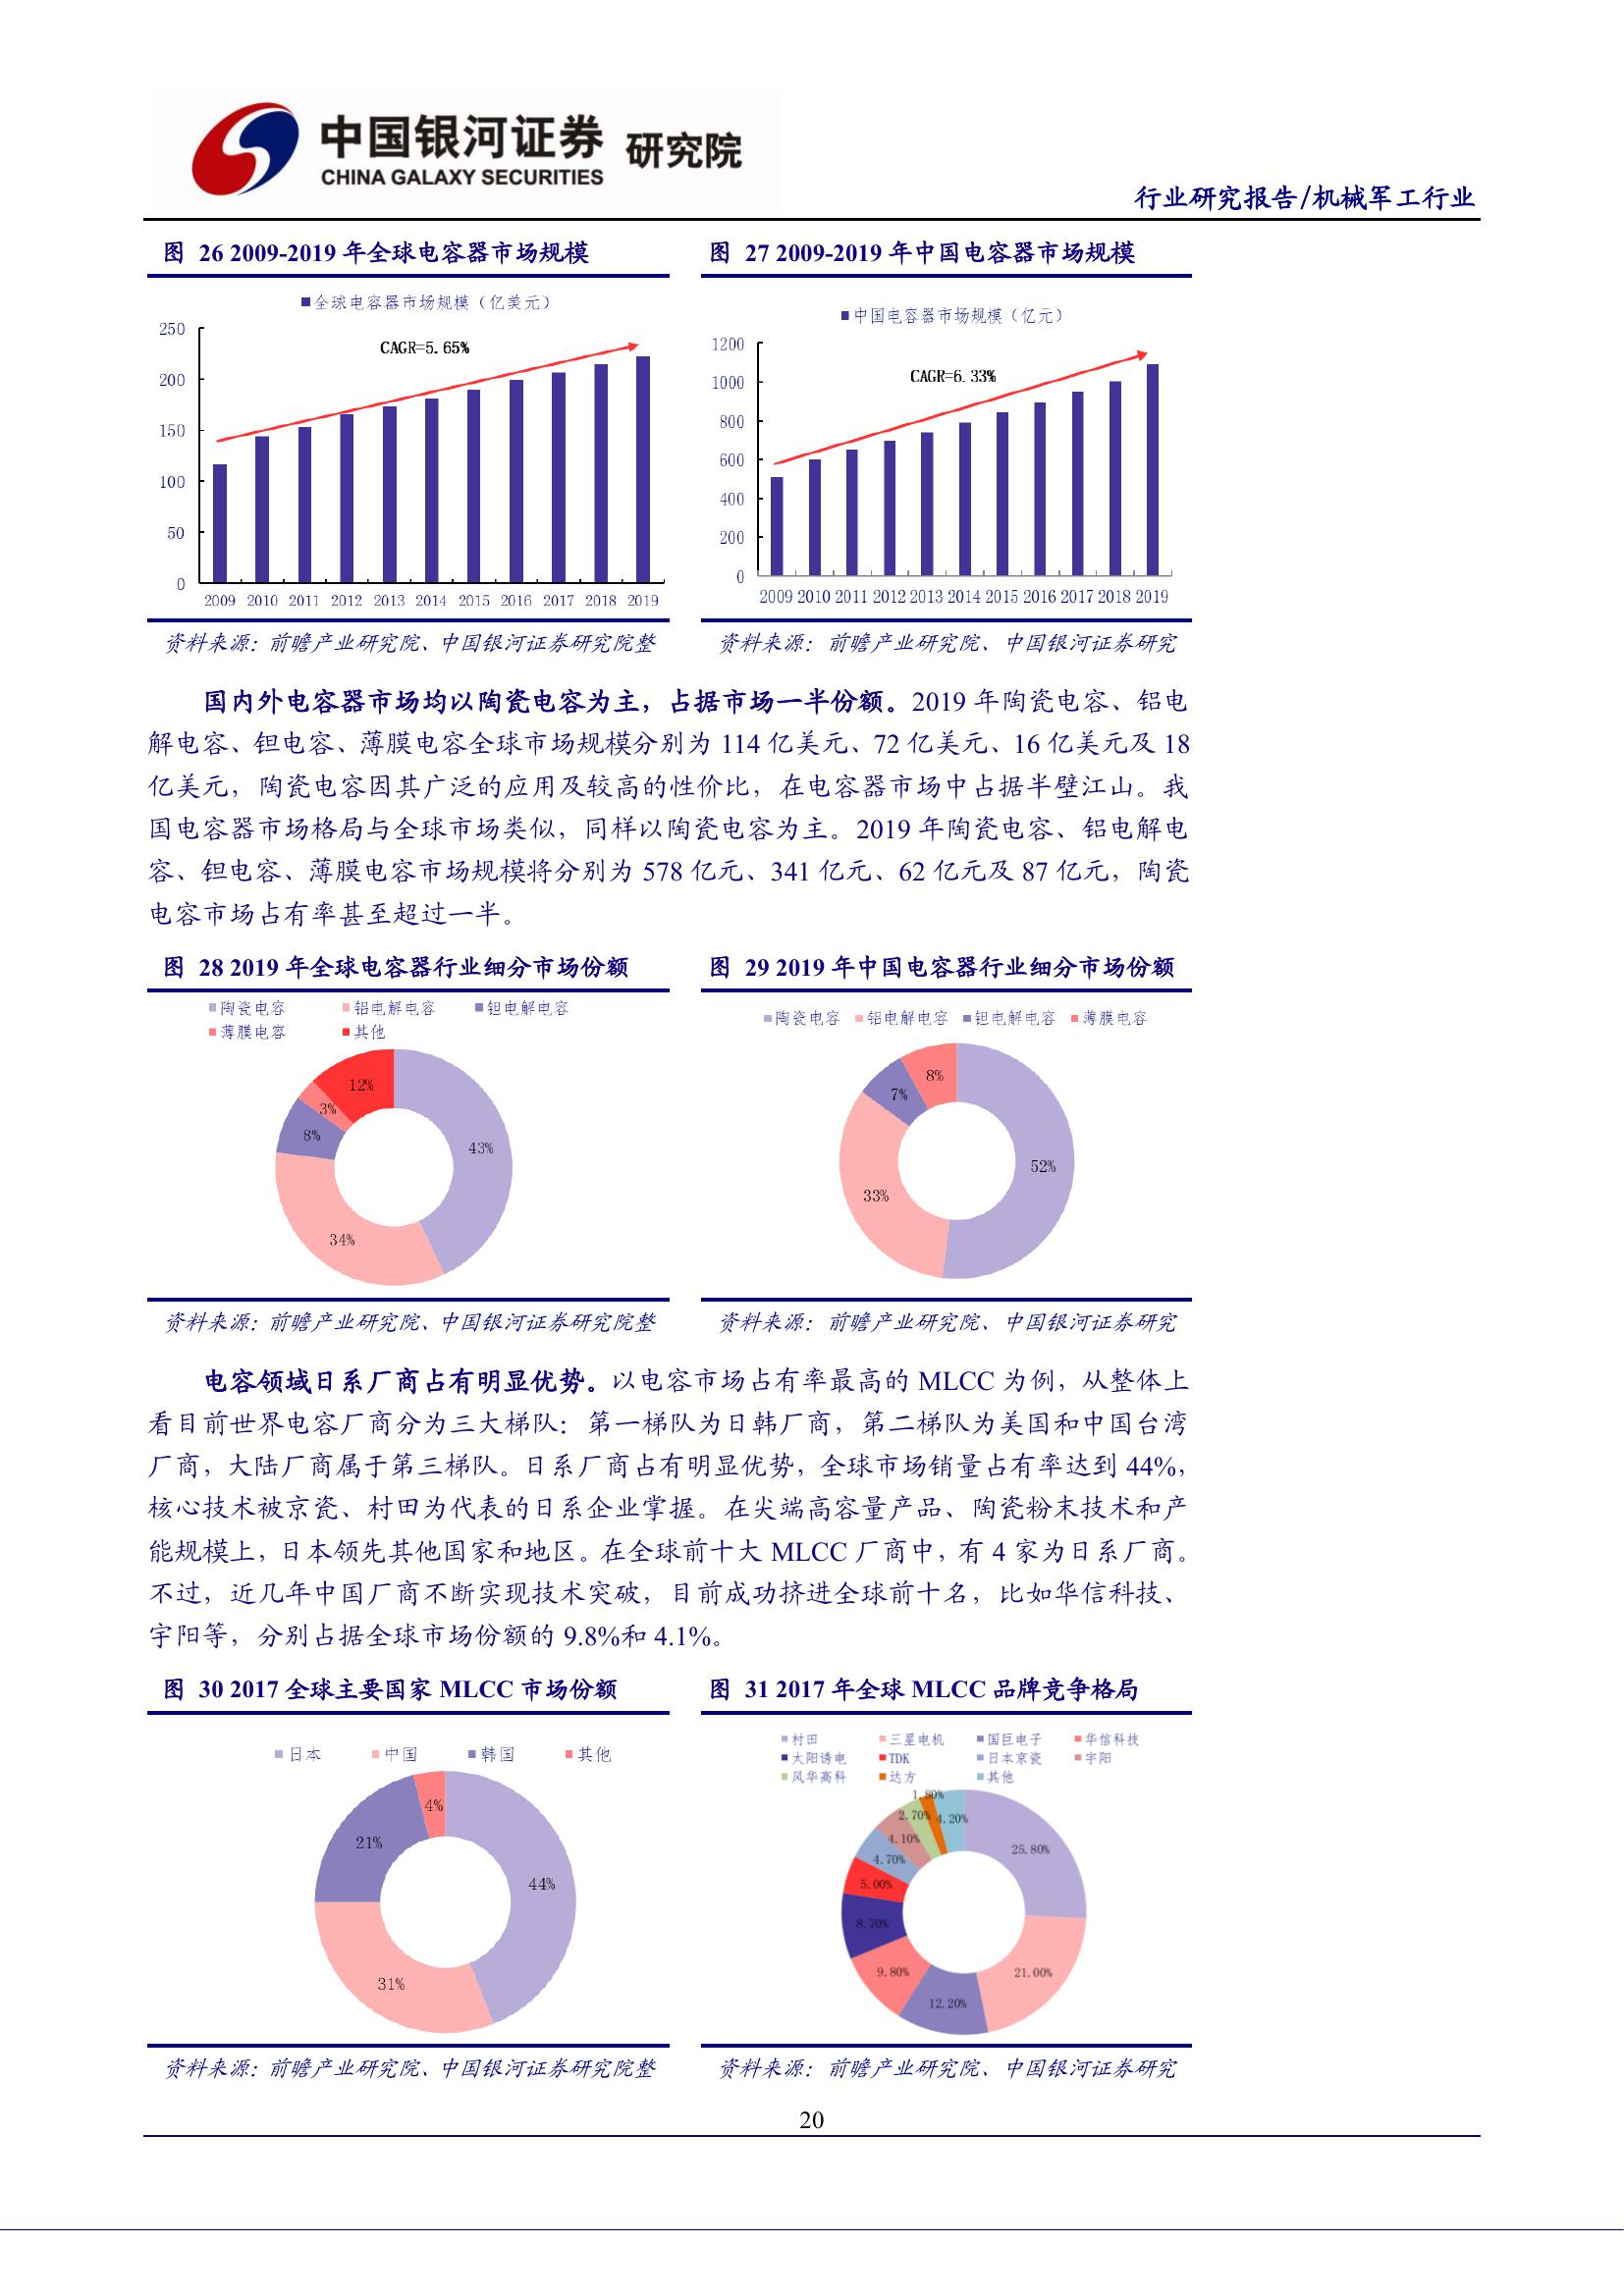 中国银河证券 研究院
CHINA GALAXY SECURITIES
行业研究报告/机械军工行业
图 26 2009-2019 年全球电容器市场规模
全球电容器市场规模（亿美元）
CAGR=5.65%
250
200
150
100
50
0
2009 2010 2011 2012 2013 2014 2015 2016 2017 2018 2019
资料来源：前瞻产业研究院、中国银河证券研究院整
图 27 2009-2019 年中国电容器市场规模
中国电容器市场规模（亿元）
CAGR=6.33%
1200
1000
800
600
400
200
0
2009 2010 2011 2012 2013 2014 2015 2016 2017 2018 2019
资料来源：前瞻产业研究院、中国银河证券研究
国内外电容器市场均以陶瓷电容为主，占据市场一半份额。2019 年陶瓷电容、铝电
解电容、钽电容、薄膜电容全球市场规模分别为 114 亿美元、72 亿美元、16 亿美元及 18
亿美元，陶瓷电容因其广泛的应用及较高的性价比，在电容器市场中占据半壁江山。我
国电容器市场格局与全球市场类似，同样以陶瓷电容为主。2019 年陶瓷电容、铝电解电
容、钽电容、薄膜电容市场规模将分别为 578 亿元、341 亿元、62 亿元及 87 亿元，陶瓷
电容市场占有率甚至超过一半。
图 28 2019 年全球电容器行业细分市场份额
陶瓷电容 铝电解电容 钽电解电容
薄膜电容 其他
12%
3%
8%
43%
34%
资料来源：前瞻产业研究院、中国银河证券研究院整
图 29 2019 年中国电容器行业细分市场份额
陶瓷电容 铝电解电容 钽电解电容 薄膜电容
8%
7%
52%
33%
资料来源：前瞻产业研究院、中国银河证券研究
电容领域日系厂商占有明显优势。以电容市场占有率最高的 MLCC 为例，从整体上
看目前世界电容厂商分为三大梯队：第一梯队为日韩厂商，第二梯队为美国和中国台湾
厂商，大陆厂商属于第三梯队。日系厂商占有明显优势，全球市场销量占有率达到 44%，
核心技术被京瓷、村田为代表的日系企业掌握。在尖端高容量产品、陶瓷粉末技术和产
能规模上，日本领先其他国家和地区。在全球前十大 MLCC 厂商中，有 4 家为日系厂商。
不过，近几年中国厂商不断实现技术突破，目前成功挤进全球前十名，比如华信科技、
宇阳等，分别占据全球市场份额的 9.8%和 4.1%。
图 30 2017 全球主要国家 MLCC 市场份额
日本 中国 韩国 其他
4%
21%
44%
31%
资料来源：前瞻产业研究院、中国银河证券研究院整
图 31 2017 年全球 MLCC 品牌竞争格局
村田 三星电机 国巨电子 华信科技
太阳诱电 TDK 日本京瓷 宇阳
风华高科 达方 其他
1.80%
2.70% 4.20%
4.10%
25.80%
4.70%
5.00%
8.70%
9.80%
21.00%
12.20%
资料来源：前瞻产业研究院、中国银河证券研究
20